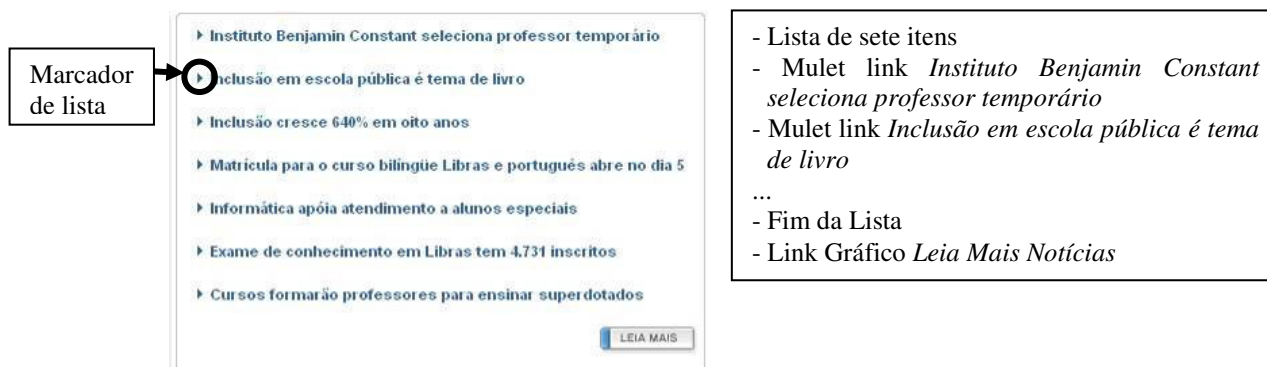 Marcador
de lista
Instituto Benjamin Constant seleciona professor temporário
Inclusão em escola pública é tema de livro
Inclusão cresce 640% em oito anos
Matrícula para o curso bilíngüe Libras e português abre no dia 5
Informática apóia atendimento a alunos especiais
Exame de conhecimento em Libras tem 4.731 inscritos
Cursos formarão professores para ensinar superdotados
LEIA MAIS
- Lista de sete itens
- Mulet link Instituto Benjamin Constant
seleciona professor temporário
- Mulet link Inclusão em escola pública é tema
de livro
...
- Fim da Lista
- Link Gráfico Leia Mais Notícias